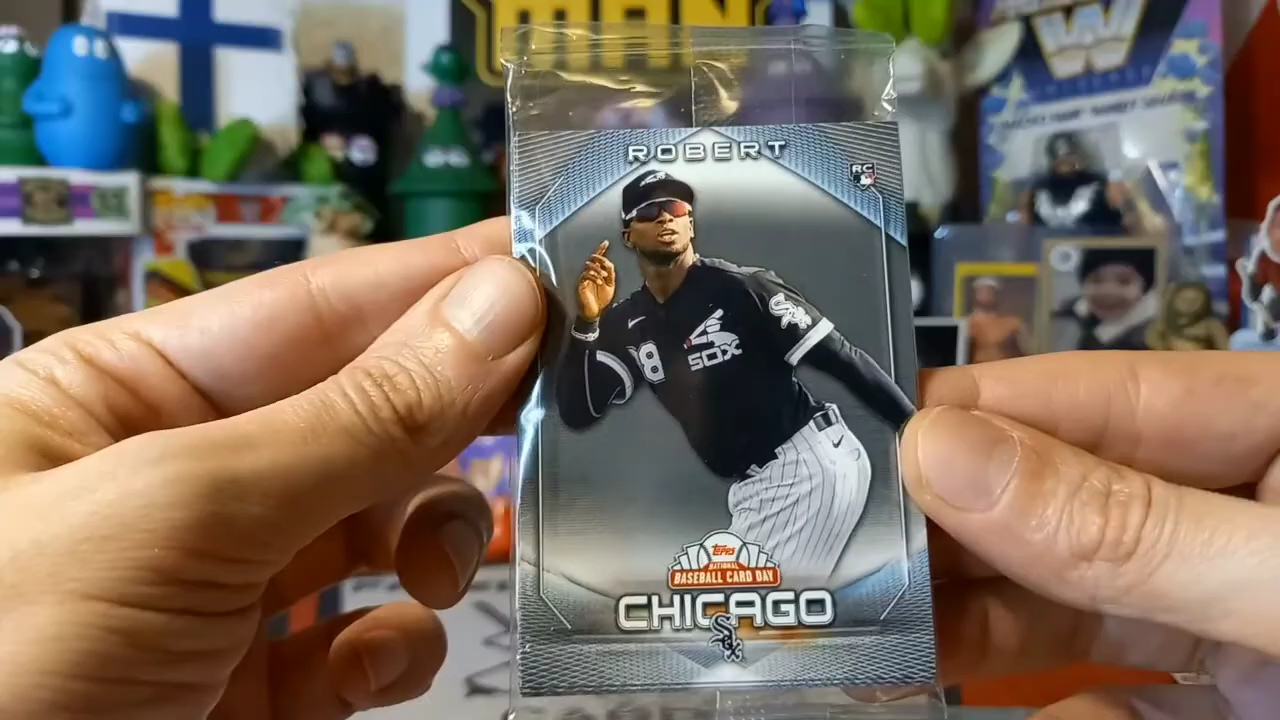 MAN
ROBERT
RC
SOX
8
SOX
TOPPS
NATIONAL
BASEBALL CARD DAY
CHICAGO
SOX